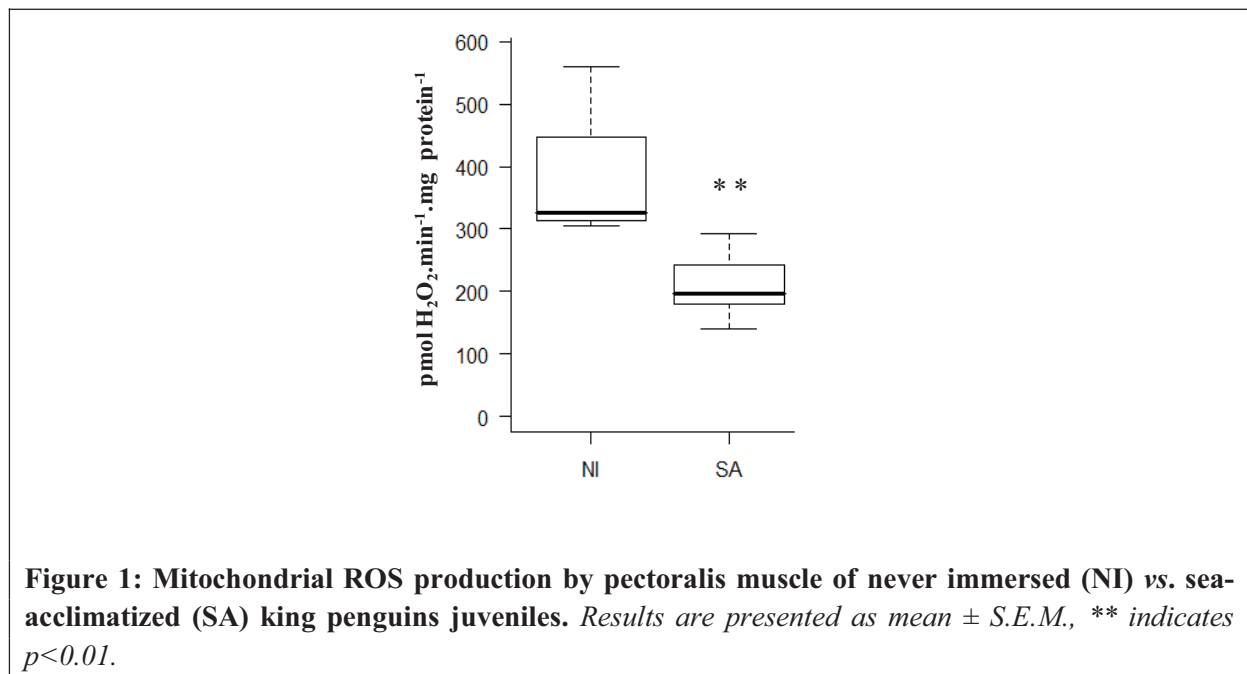 600
500
400
300
200
100
0
pmol H₂O₂.min⁻¹.mg protein⁻¹
**
NI
SA
Figure 1: Mitochondrial ROS production by pectoralis muscle of never immersed (NI) vs. sea-
acclimatized (SA) king penguins juveniles. Results are presented as mean ± S.E.M., ** indicates
p<0.01.